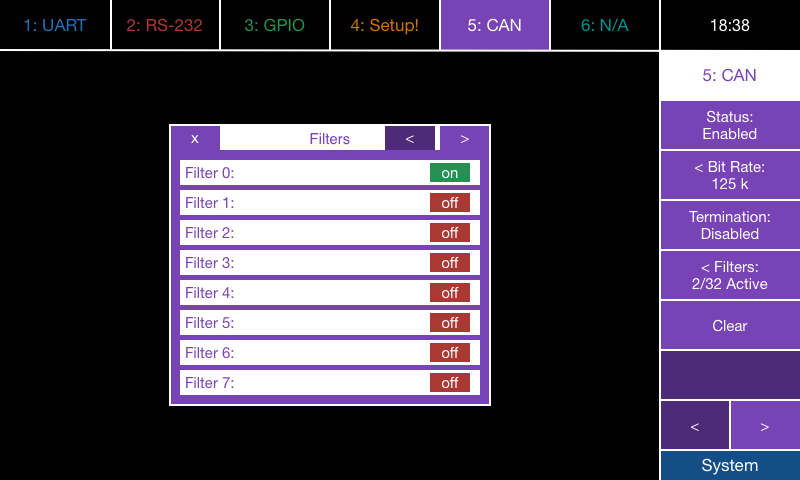 1: UART 2: RS-232 3: GPIO 4: Setup! 5: CAN 6: N/A 18:38
5: CAN
Status:
Enabled
< Bit Rate:
125 k
Termination:
Disabled
< Filters:
2/32 Active
Clear
< >
System
x Filters < >
Filter 0: on
Filter 1: off
Filter 2: off
Filter 3: off
Filter 4: off
Filter 5: off
Filter 6: off
Filter 7: off